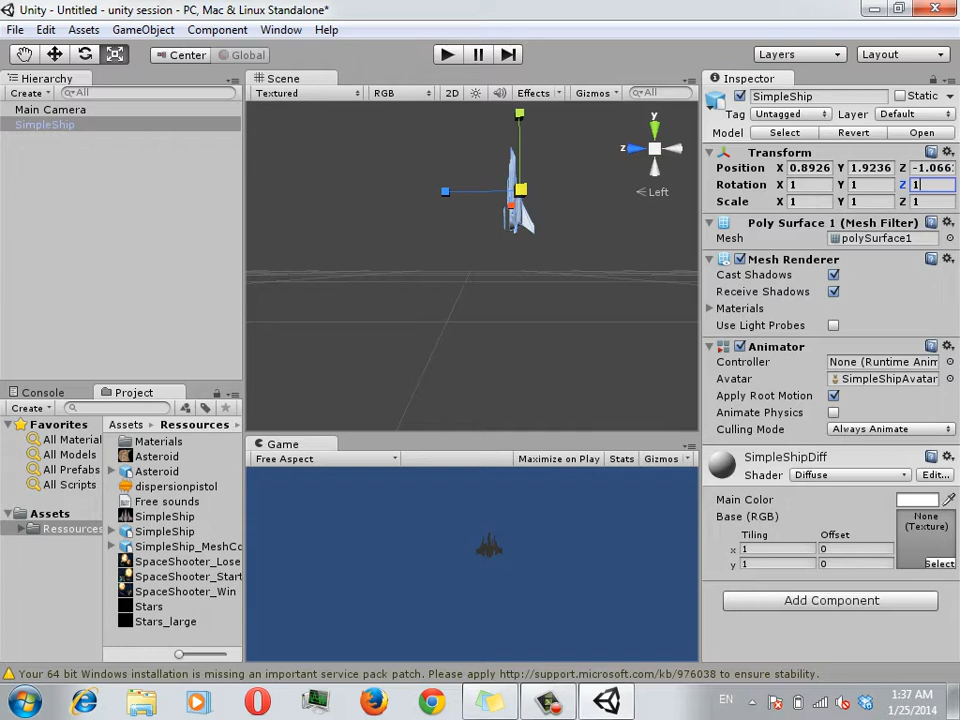 Unity - Untitled - unity session - PC, Mac & Linux Standalone*
File Edit Assets GameObject Component Window Help
Center Global Layers Layout
Hierarchy
Create All
Main Camera
SimpleShip
Scene
Textured RGB 2D Effects Gizmos All
y
z
Left
Game
Free Aspect Maximize on Play Stats Gizmos
Console Project
Create
Favorites
All Material
All Models
All Prefabs
All Scripts
Assets
Ressources
Assets Ressources
Materials
Asteroid
Asteroid
dispersionpistol
Free sounds
SimpleShip
SimpleShip
SimpleShip_MeshCo
SpaceShooter_Lose
SpaceShooter_Start
SpaceShooter_Win
Stars
Stars_large
Inspector
SimpleShip Static
Tag Untagged Layer Default
Model Select Revert Open
Transform
Position X 0.8926 Y 1.9236 Z -1.066
Rotation X 1 Y 1 Z 1
Scale X 1 Y 1 Z 1
Poly Surface 1 (Mesh Filter)
Mesh polySurface1
Mesh Renderer
Cast Shadows
Receive Shadows
Materials
Use Light Probes
Animator
Controller None (Runtime Anim
Avatar SimpleShipAvatar
Apply Root Motion
Animate Physics
Culling Mode Always Animate
SimpleShipDiff
Shader Diffuse Edit...
Main Color
Base (RGB)
None
(Texture)
Tiling Offset
x 1 0
y 1 0
Select
Add Component
Your 64 bit Windows installation is missing an important service pack patch. Please apply http://support.microsoft.com/kb/976038 to ensure stability.
EN
1:37 AM
1/25/2014